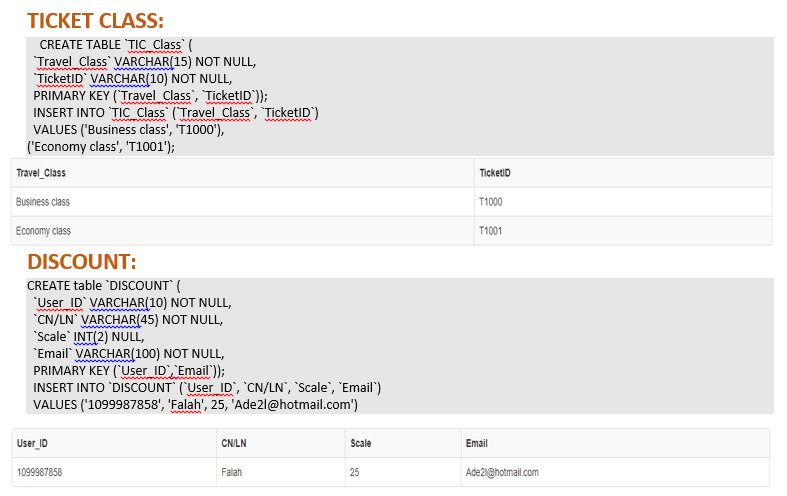 TICKET CLASS:
CREATE TABLE `TIC_Class` (
`Travel_Class` VARCHAR(15) NOT NULL,
`TicketID` VARCHAR(10) NOT NULL,
PRIMARY KEY (`Travel_Class`, `TicketID`));
INSERT INTO `TIC_Class` (`Travel_Class`, `TicketID`)
VALUES ('Business class', 'T1000'),
('Economy class', 'T1001');
Travel_Class TicketID
Business class T1000
Economy class T1001
DISCOUNT:
CREATE table `DISCOUNT` (
`User_ID` VARCHAR(10) NOT NULL,
`CN/LN` VARCHAR(45) NOT NULL,
`Scale` INT(2) NULL,
`Email` VARCHAR(100) NOT NULL,
PRIMARY KEY (`User_ID`,`Email`));
INSERT INTO `DISCOUNT` (`User_ID`, `CN/LN`, `Scale`, `Email`)
VALUES ('1099987858', 'Falah', 25, 'Ade2l@hotmail.com')
User_ID CN/LN Scale Email
1099987858 Falah 25 Ade2l@hotmail.com